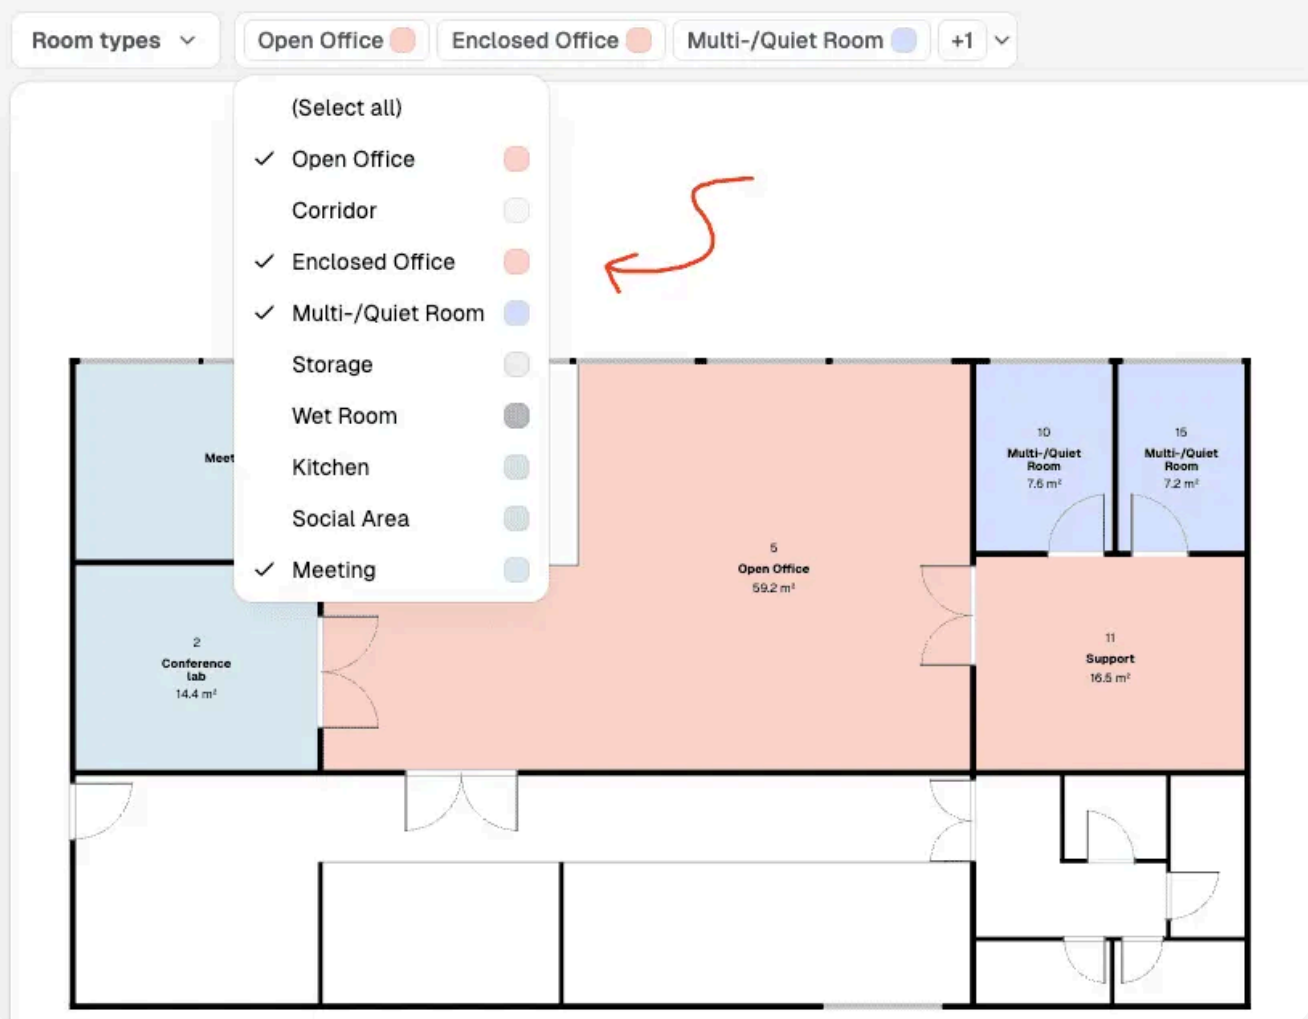 Room types
Open Office
Enclosed Office
Multi-/Quiet Room
+1
(Select all)
Open Office
Corridor
Enclosed Office
Multi-/Quiet Room
Storage
Wet Room
Kitchen
Social Area
Meeting
Meet
10
Multi-/Quiet
Room
7.6 m²
15
Multi-/Quiet
Room
7.2 m²
5
Open Office
59.2 m²
2
Conference
lab
14.4 m²
11
Support
16.5 m²